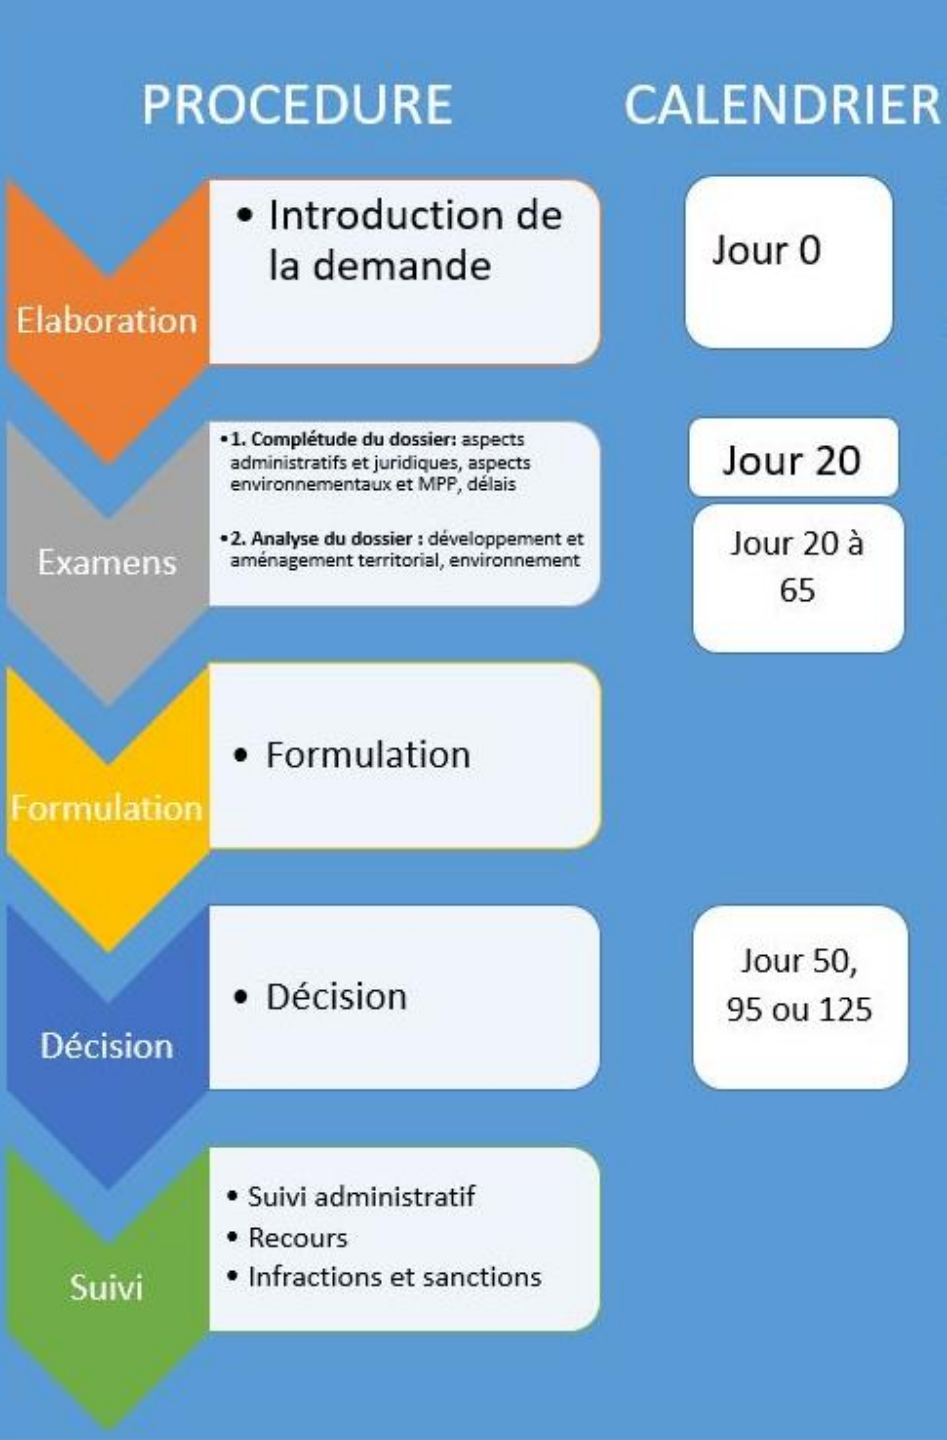 PROCEDURE
CALENDRIER
Elaboration
• Introduction de
la demande
Jour 0
Examens
•1. Complétude du dossier: aspects
administratifs et juridiques, aspects
environnementaux et MPP, délais
•2. Analyse du dossier : développement et
aménagement territorial, environnement
Jour 20
Jour 20 à
65
Formulation
• Formulation
Décision
• Décision
Jour 50,
95 ou 125
Suivi
• Suivi administratif
• Recours
• Infractions et sanctions